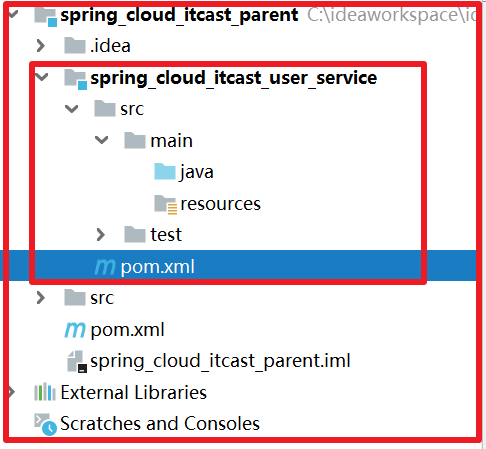 spring_cloud_itcast_parent C:\ideaworkspace\id
.idea
spring_cloud_itcast_user_service
src
main
java
resources
test
m pom.xml
src
m pom.xml
spring_cloud_itcast_parent.iml
External Libraries
Scratches and Consoles